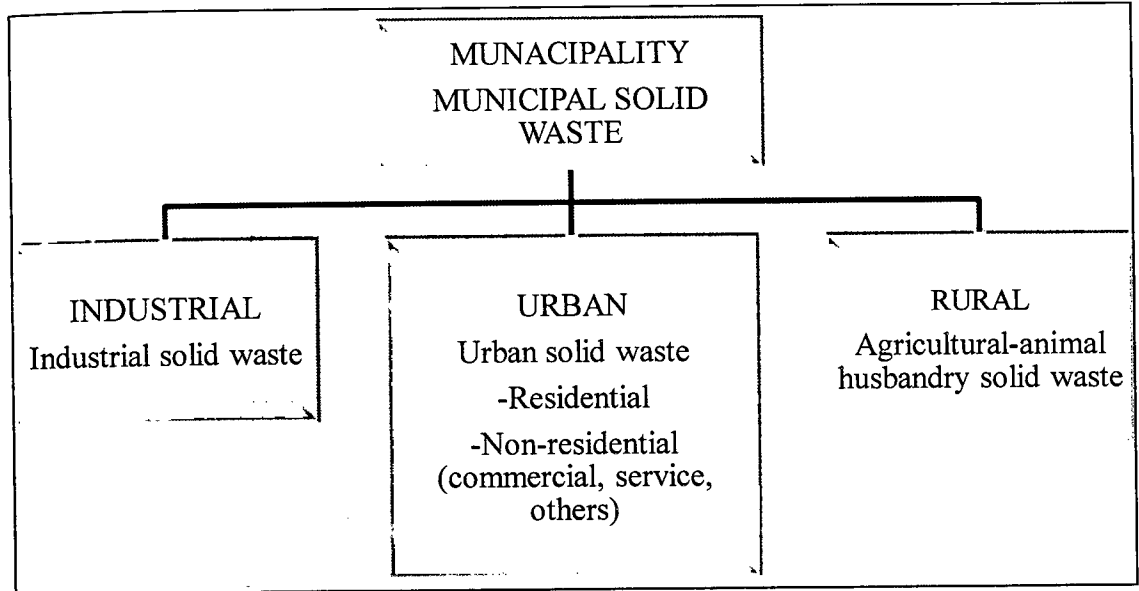 MUNACIPALITY
MUNICIPAL SOLID
WASTE
INDUSTRIAL
Industrial solid waste
URBAN
Urban solid waste
-Residential
-Non-residential
(commercial, service,
others)
RURAL
Agricultural-animal
husbandry solid waste